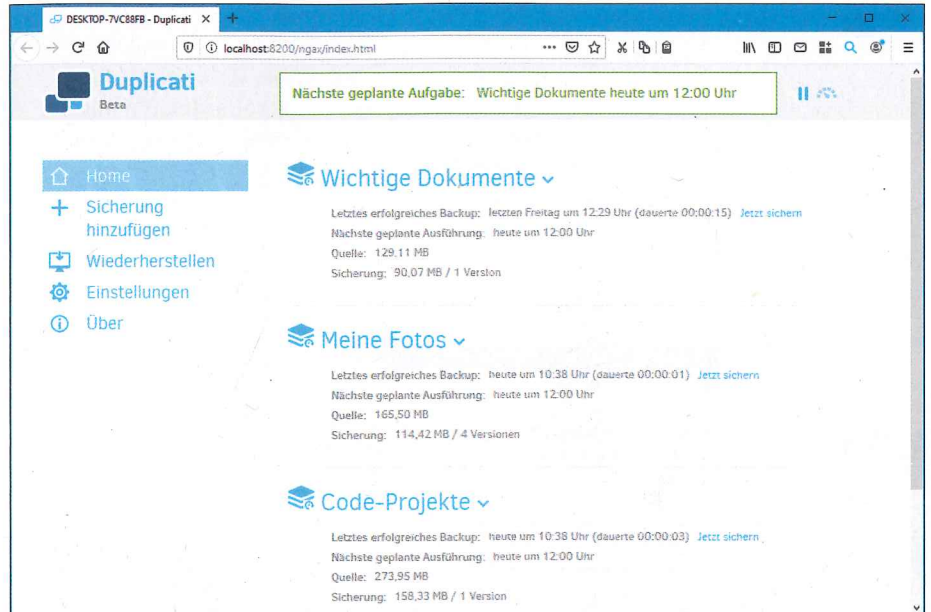 DESKTOP-7VC88FB - Duplicati
localhost:8200/ngax/index.html
Duplicati
Beta
Nächste geplante Aufgabe: Wichtige Dokumente heute um 12:00 Uhr
Home
Sicherung
hinzufügen
Wiederherstellen
Einstellungen
Über
Wichtige Dokumente
Letztes erfolgreiches Backup: letzten Freitag um 12:29 Uhr (dauerte 00:00:15) Jetzt sichern
Nächste geplante Ausführung: heute um 12:00 Uhr
Quelle: 129,11 MB
Sicherung: 90,07 MB / 1 Version
Meine Fotos
Letztes erfolgreiches Backup: heute um 10:38 Uhr (dauerte 00:00:01) Jetzt sichern
Nächste geplante Ausführung: heute um 12:00 Uhr
Quelle: 165,50 MB
Sicherung: 114,42 MB / 4 Versionen
Code-Projekte
Letztes erfolgreiches Backup: heute um 10:38 Uhr (dauerte 00:00:03) Jetzt sichern
Nächste geplante Ausführung: heute um 12:00 Uhr
Quelle: 273,95 MB
Sicherung: 158,33 MB / 1 Version